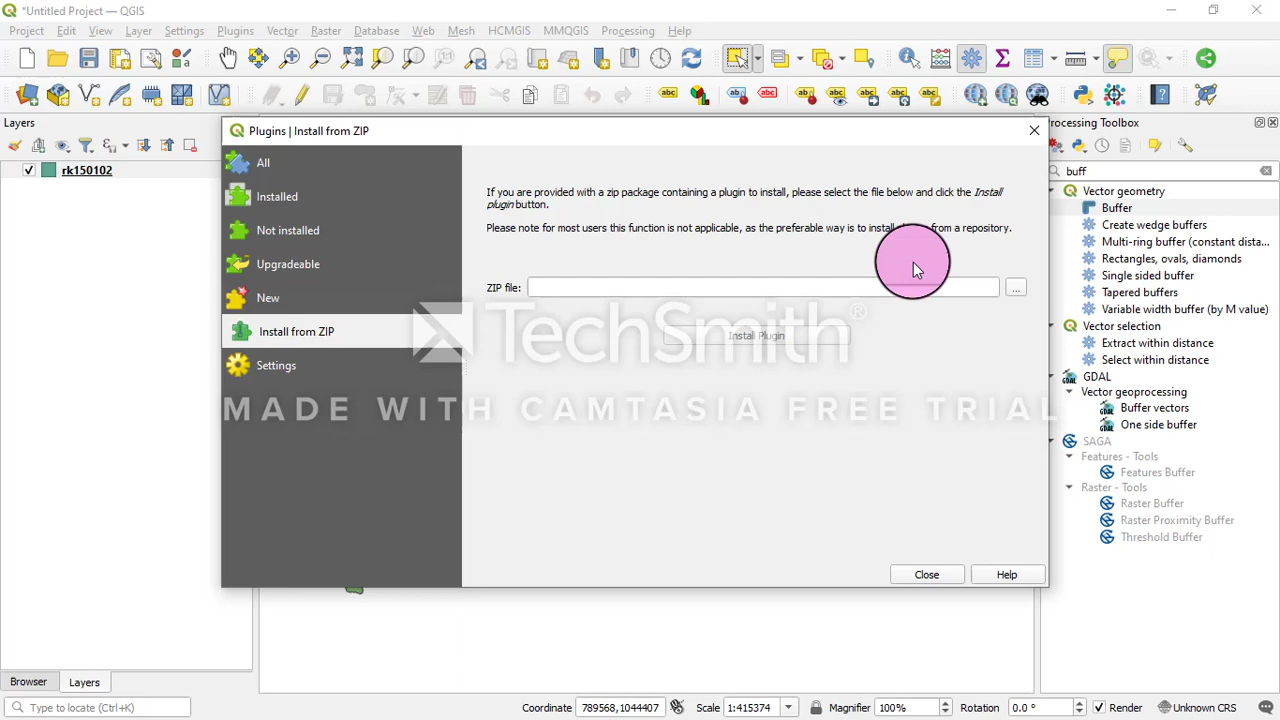 *Untitled Project — QGIS
Project Edit View Layer Settings Plugins Vector Raster Database Web Mesh HCMGIS MMQGIS Processing Help
Layers
rk150102
Plugins | Install from ZIP
All
Installed
Not installed
Upgradeable
New
Install from ZIP
Settings
If you are provided with a zip package containing a plugin to install, please select the file below and click the Install
plugin button.
Please note for most users this function is not applicable, as the preferable way is to install from a repository.
ZIP file:
...
Install Plugin
Close Help
TechSmith®
MADE WITH CAMTASIA FREE TRIAL
Processing Toolbox
buff
Vector geometry
Buffer
Create wedge buffers
Multi-ring buffer (constant dista...
Rectangles, ovals, diamonds
Single sided buffer
Tapered buffers
Variable width buffer (by M value)
Vector selection
Extract within distance
Select within distance
GDAL
Vector geoprocessing
Buffer vectors
One side buffer
SAGA
Features - Tools
Features Buffer
Raster - Tools
Raster Buffer
Raster Proximity Buffer
Threshold Buffer
Browser Layers
Type to locate (Ctrl+K) Coordinate 789568,1044407 Scale 1:415374 Magnifier 100% Rotation 0.0 ° Render Unknown CRS